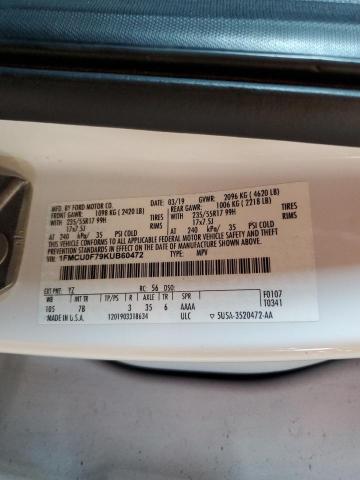 MFD. BY FORD MOTOR CO.
03/19 GVWR: 2096 KG ( 4620 LB)
FRONT GAWR: 1098 KG ( 2420 LB) REAR GAWR: 1006 KG ( 2218 LB)
WITH 235/55R17 99H TIRES WITH 235/55R17 99H TIRES
17x7.5J RIMS 17x7.5J RIMS
AT 240 kPa/ 35 PSI COLD AT 240 kPa/ 35 PSI COLD
THIS VEHICLE CONFORMS TO ALL APPLICABLE FEDERAL MOTOR VEHICLE SAFETY AND THEFT
PREVENTION STANDARDS IN EFFECT ON THE DATE OF MANUFACTURE SHOWN ABOVE.
VIN: 1FMCU0F79KUB60472
TYPE: MPV
EXT PNT: YZ RC: 56 DSO:
WB INT TR TP/PS R AXLE TR SPR
105 7B 3 35 6 AAAA
F0107
T0341
MADE IN U.S.A. 1201903318634 ULC 5USA-3520472-AA